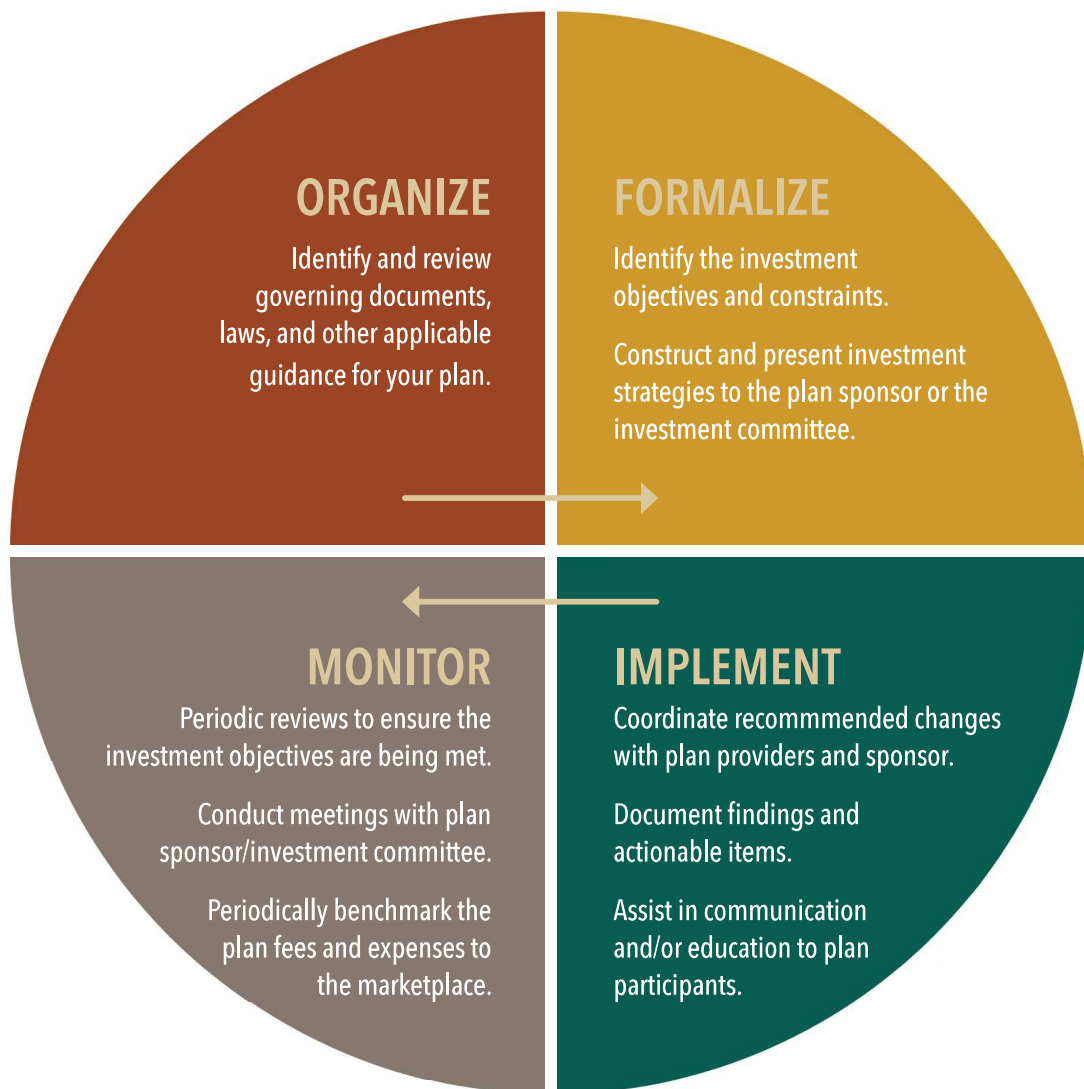 ORGANIZE
Identify and review
governing documents,
laws, and other applicable
guidance for your plan.
FORMALIZE
Identify the investment
objectives and constraints.
Construct and present investment
strategies to the plan sponsor or the
investment committee.
MONITOR
Periodic reviews to ensure the
investment objectives are being met.
Conduct meetings with plan
sponsor/investment committee.
Periodically benchmark the
plan fees and expenses to
the marketplace.
IMPLEMENT
Coordinate recommmended changes
with plan providers and sponsor.
Document findings and
actionable items.
Assist in communication
and/or education to plan
participants.